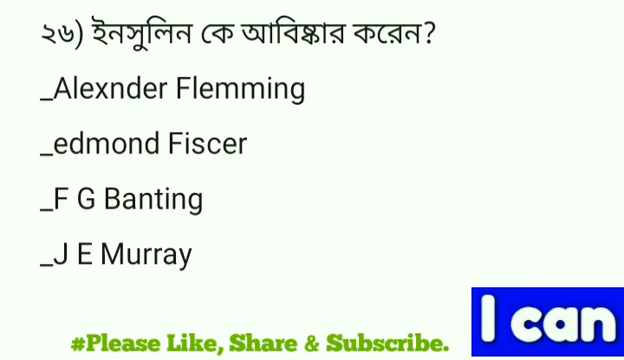 ২৬) ইনসুলিন কে আবিষ্কার করেন?
_Alexnder Flemming
_edmond Fiscer
_F G Banting
_J E Murray
I can
#Please Like, Share & Subscribe.